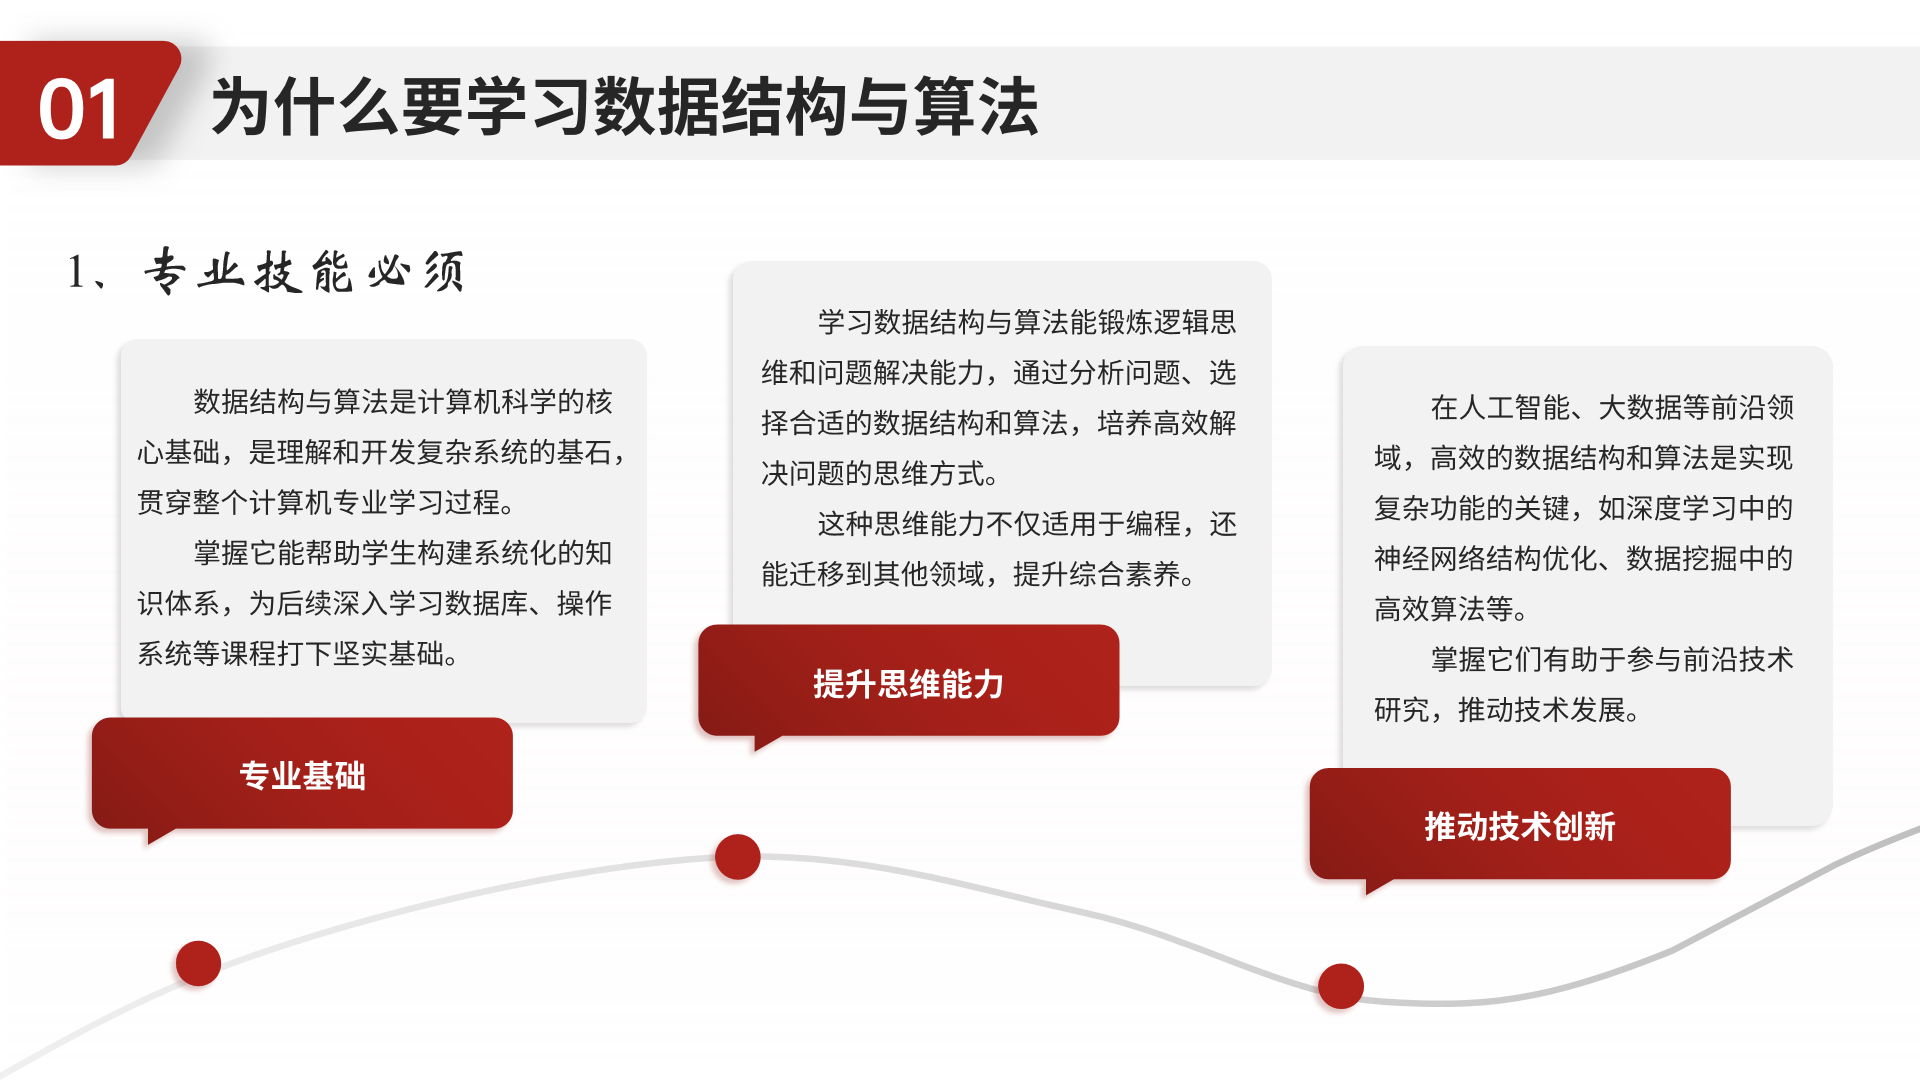 01
为什么要学习数据结构与算法
1、专业技能必须
数据结构与算法是计算机科学的核
心基础，是理解和开发复杂系统的基石，
贯穿整个计算机专业学习过程。
掌握它能帮助学生构建系统化的知
识体系，为后续深入学习数据库、操作
系统等课程打下坚实基础。
专业基础
学习数据结构与算法能锻炼逻辑思
维和问题解决能力，通过分析问题、选
择合适的数据结构和算法，培养高效解
决问题的思维方式。
这种思维能力不仅适用于编程，还
能迁移到其他领域，提升综合素养。
提升思维能力
在人工智能、大数据等前沿领
域，高效的数据结构和算法是实现
复杂功能的关键，如深度学习中的
神经网络结构优化、数据挖掘中的
高效算法等。
掌握它们有助于参与前沿技术
研究，推动技术发展。
推动技术创新